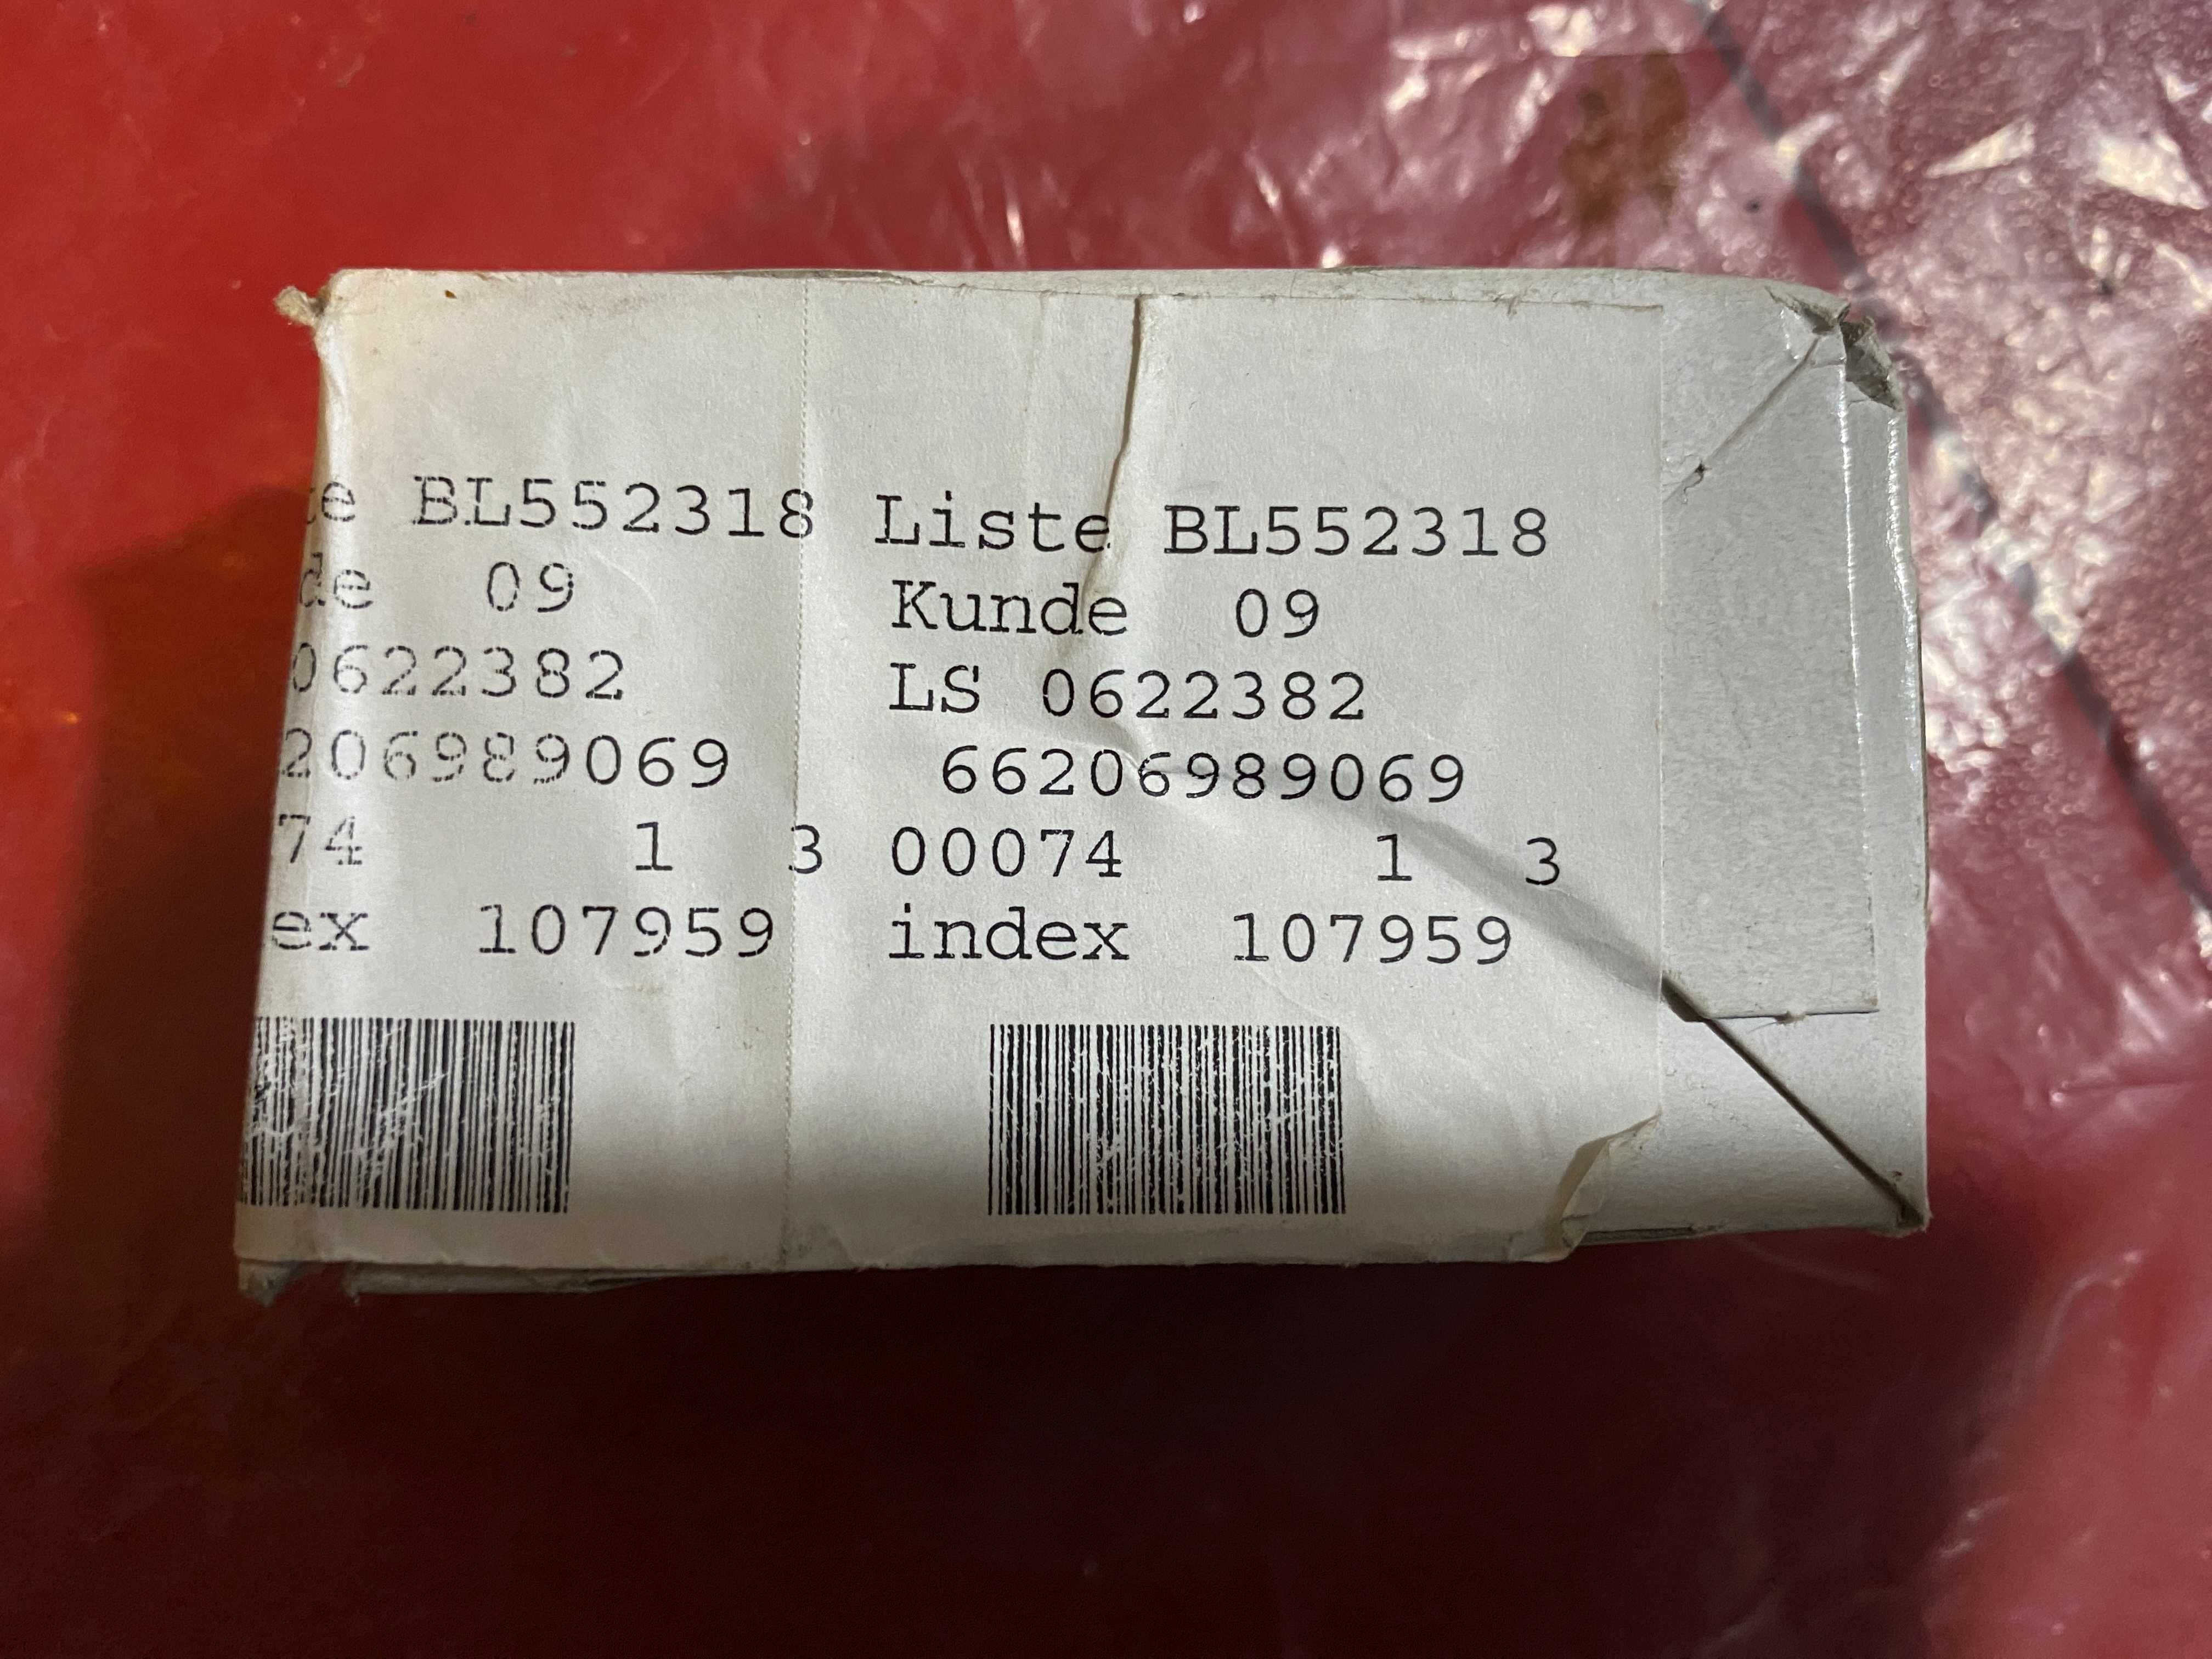 te BL552318 Liste BL552318
de 09 Kunde 09
0622382 LS 0622382
206989069 66206989069
74 1 3 00074 1 3
ex 107959 index 107959